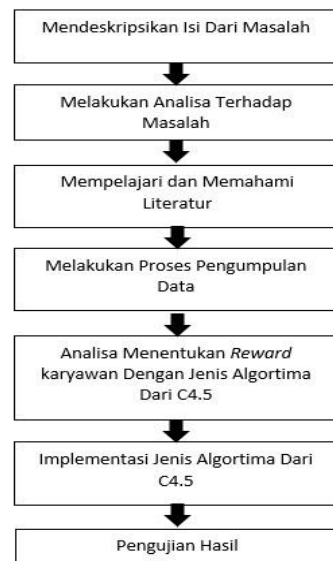 Mendeskripsikan Isi Dari Masalah
Melakukan Analisa Terhadap
Masalah
Mempelajari dan Memahami
Literatur
Melakukan Proses Pengumpulan
Data
Analisa Menentukan Reward
karyawan Dengan Jenis Algortima
Dari C4.5
Implementasi Jenis Algortima Dari
C4.5
Pengujian Hasil